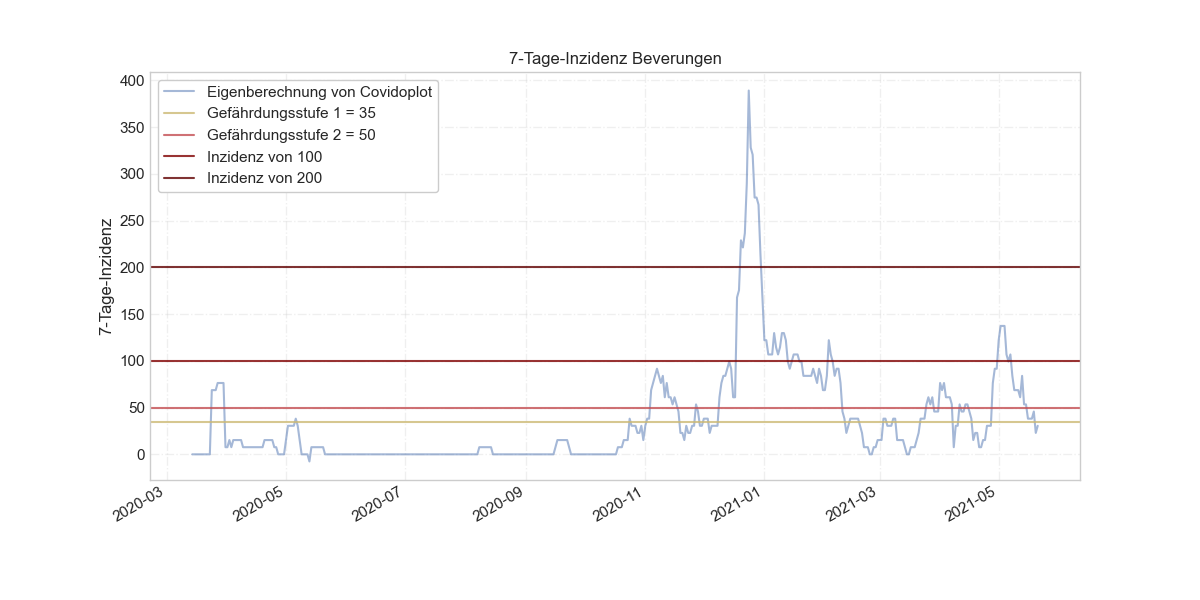 7-Tage-Inzidenz Beverungen
Eigenberechnung von Covidoplot
Gefährdungsstufe 1 = 35
Gefährdungsstufe 2 = 50
Inzidenz von 100
Inzidenz von 200
7-Tage-Inzidenz
400
350
300
250
200
150
100
50
0
2020-03
2020-05
2020-07
2020-09
2020-11
2021-01
2021-03
2021-05